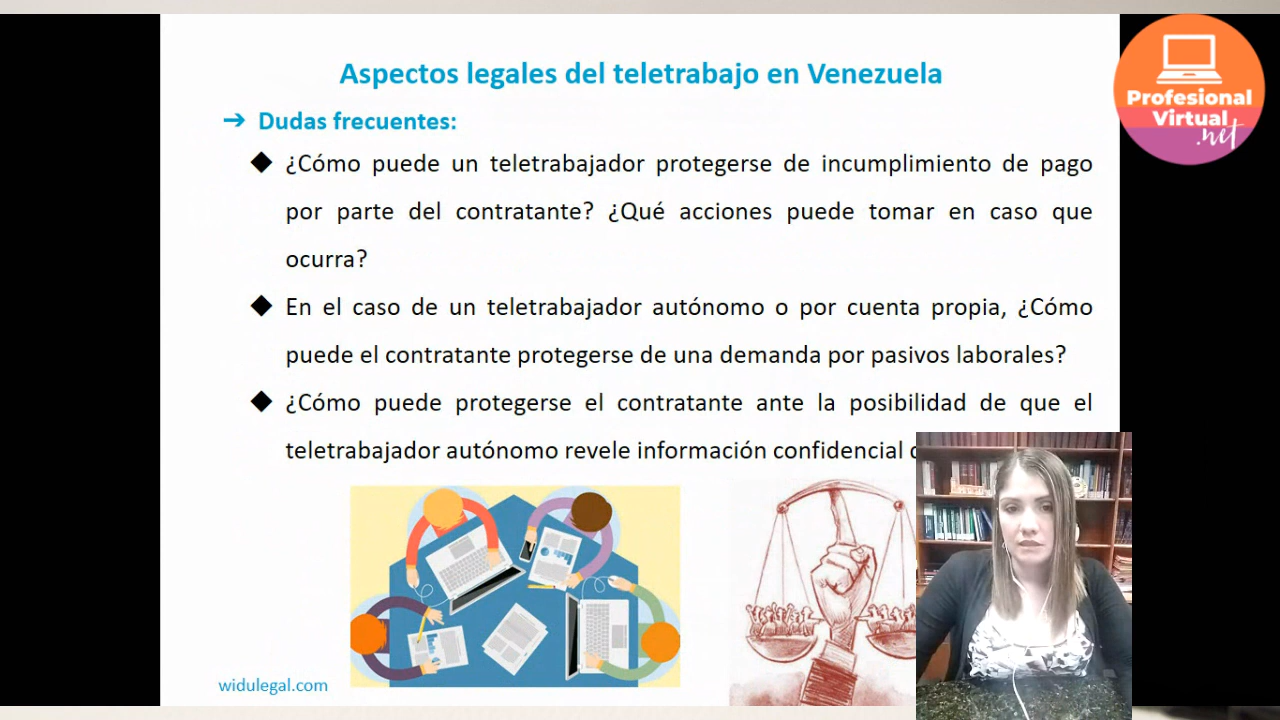 Aspectos legales del teletrabajo en Venezuela
Profesional
Virtual
.net
➔ Dudas frecuentes:
◆ ¿Cómo puede un teletrabajador protegerse de incumplimiento de pago
por parte del contratante? ¿Qué acciones puede tomar en caso que
ocurra?
◆ En el caso de un teletrabajador autónomo o por cuenta propia, ¿Cómo
puede el contratante protegerse de una demanda por pasivos laborales?
◆ ¿Cómo puede protegerse el contratante ante la posibilidad de que el
teletrabajador autónomo revele información confidencial
widulegal.com